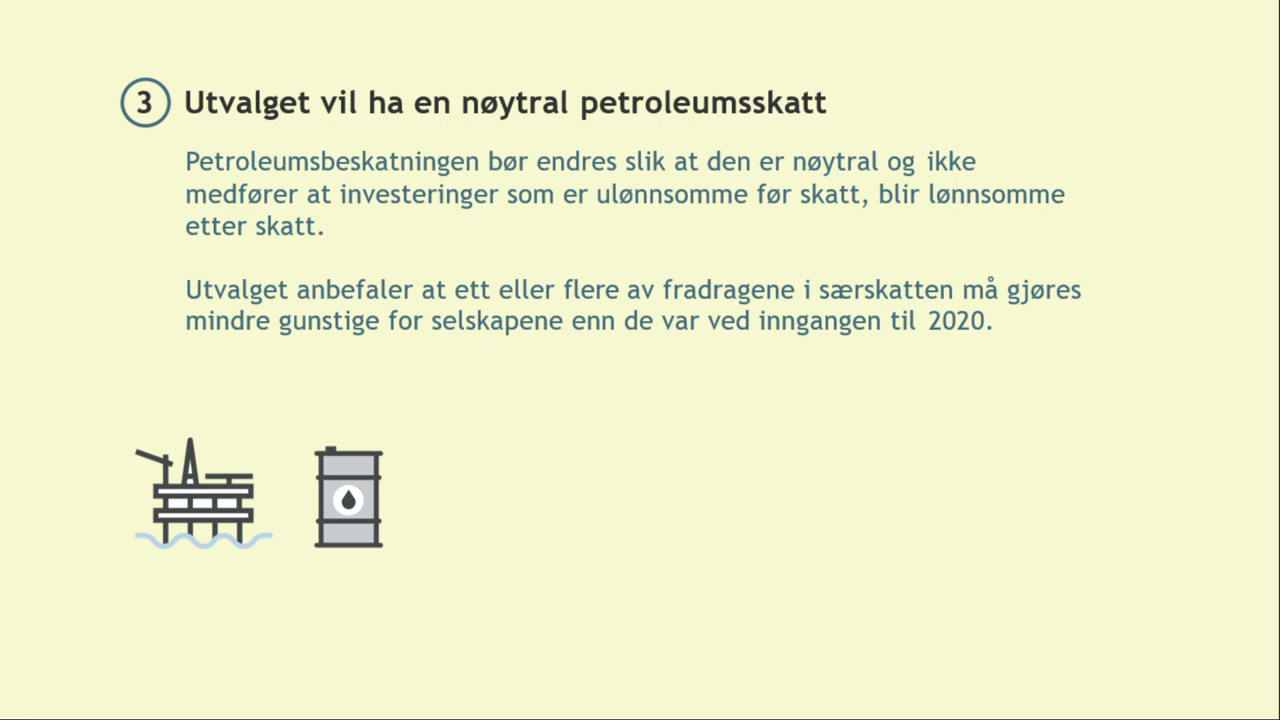 3 Utvalget vil ha en nøytral petroleumsskatt
Petroleumsbeskatningen bør endres slik at den er nøytral og ikke
medfører at investeringer som er ulønnsomme før skatt, blir lønnsomme
etter skatt.
Utvalget anbefaler at ett eller flere av fradragene i særskatten må gjøres
mindre gunstige for selskapene enn de var ved inngangen til 2020.